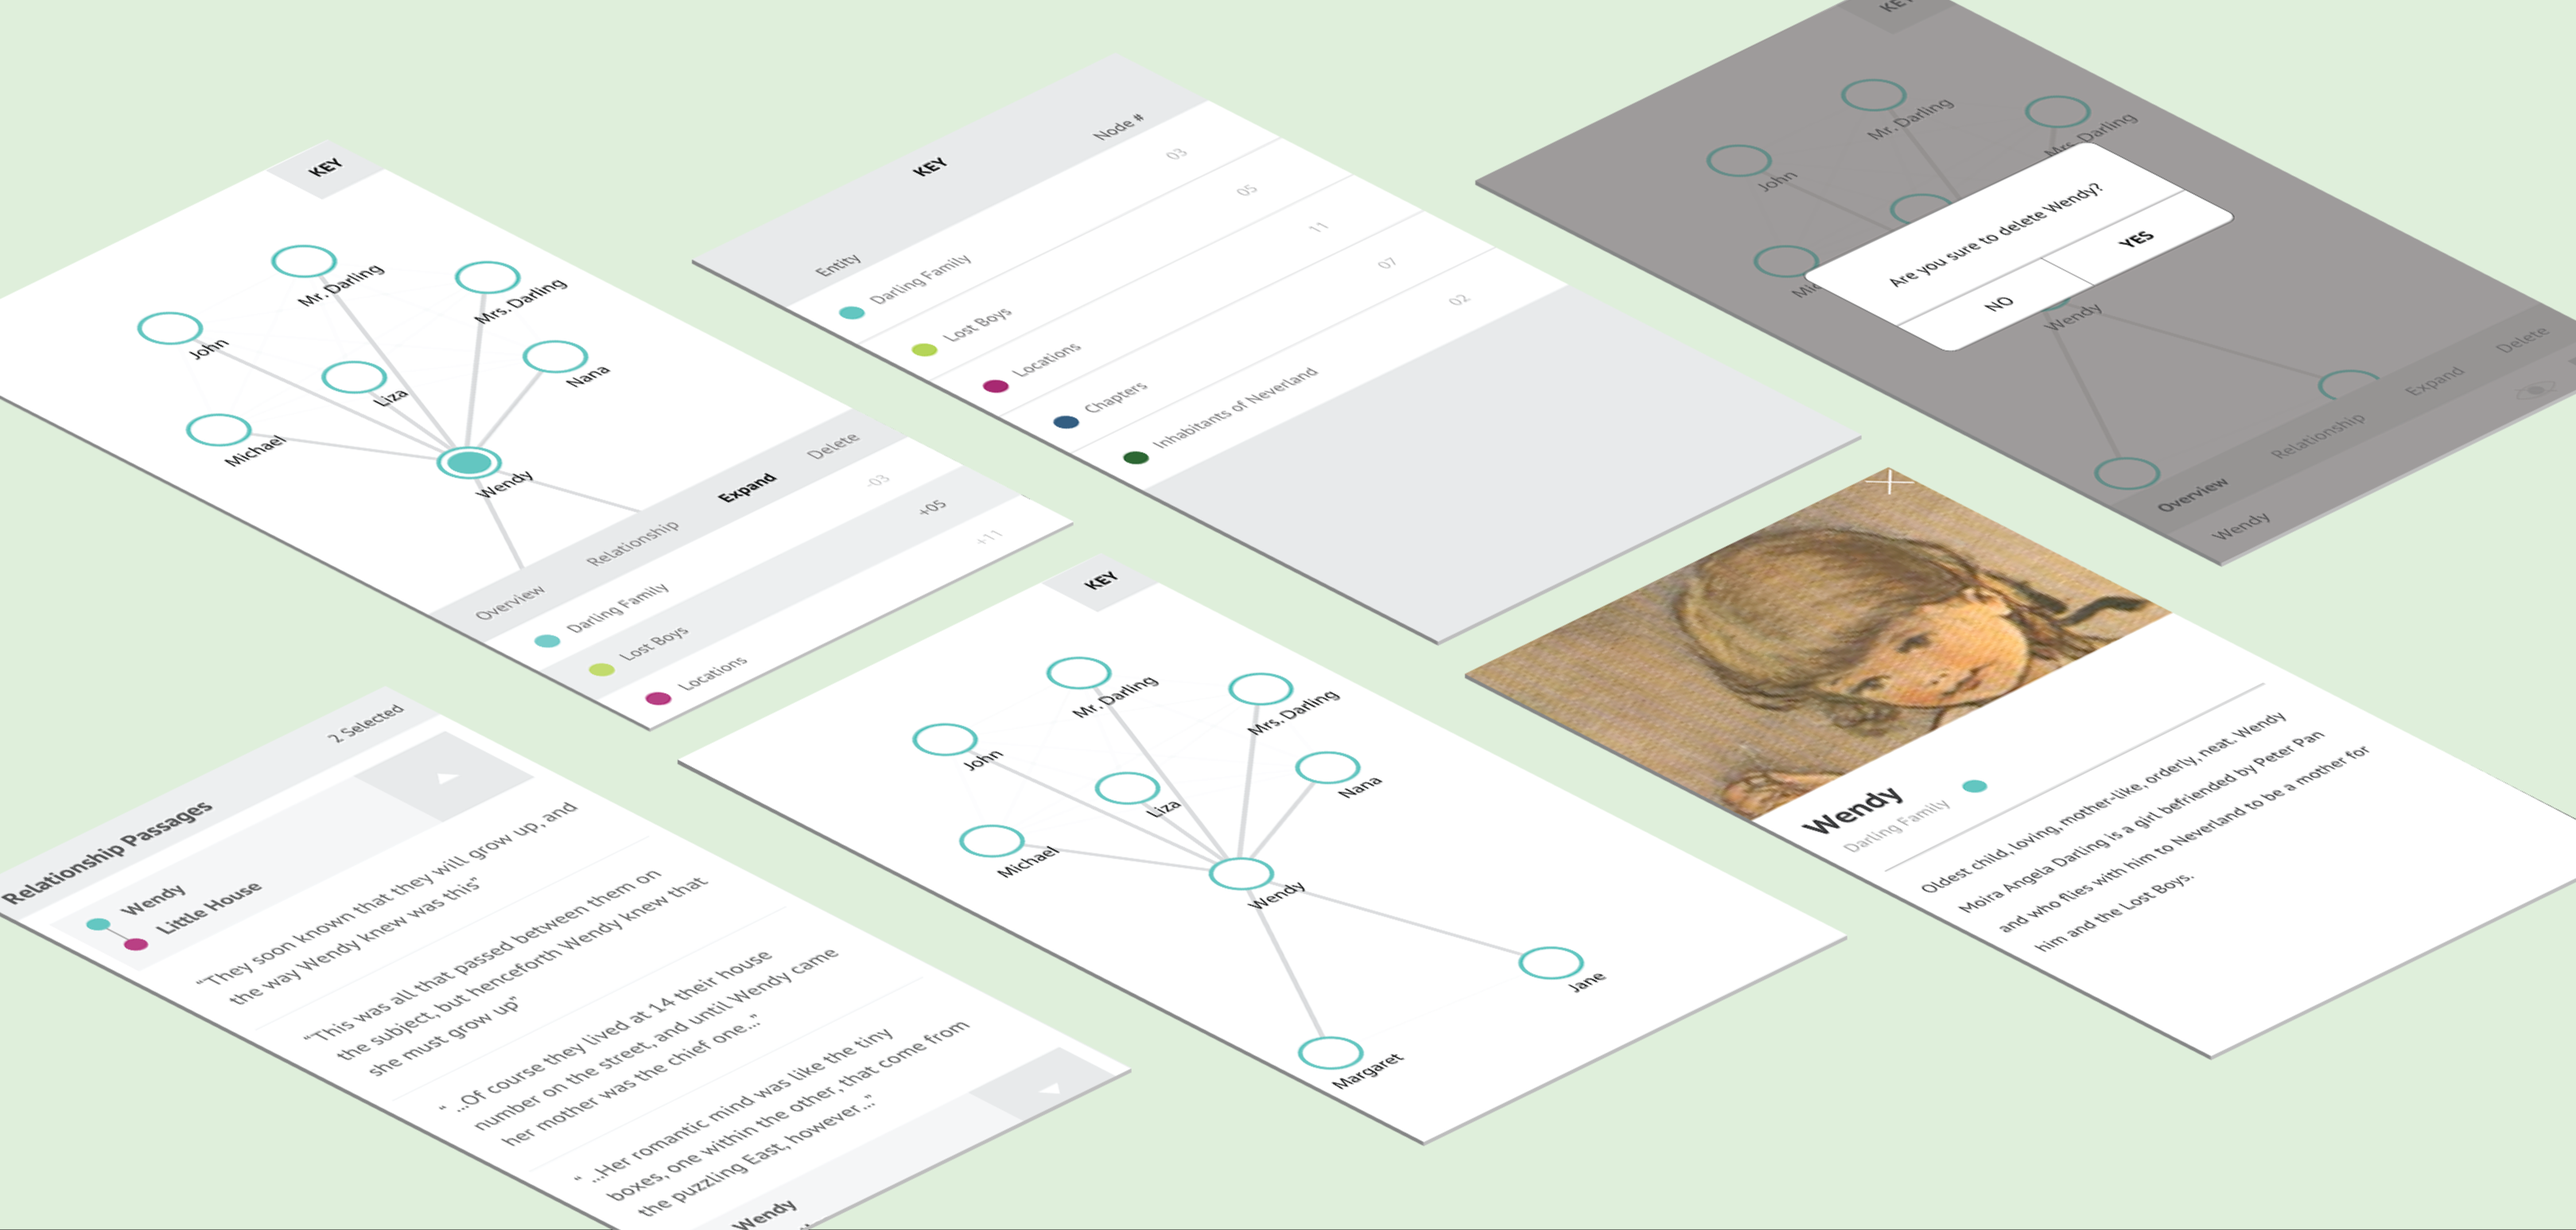 KEY
Mr. Darling
Mrs. Darling
John
Liza
Nana
Michael
Wendy
Overview
Relationship
Expand
Delete
Darling Family
-03
Lost Boys
+05
Locations
+11
KEY
Entity
Node #
Darling Family
03
Lost Boys
05
Locations
11
Chapters
07
Inhabitants of Neverland
02
KEY
Mr. Darling
Mrs. Darling
John
Mic
Are you sure to delete Wendy?
NO
YES
Wendy
Overview
Relationship
Expand
Delete
Wendy
Relationship Passages
2 Selected
Wendy
Little House
“They soon known that they will grow up, and
the way Wendy knew was this”
“This was all that passed between them on
the subject, but henceforth Wendy knew that
she must grow up”
“ ...Of course they lived at 14 their house
number on the street, and until Wendy came
her mother was the chief one...”
“ ...Her romantic mind was like the tiny
boxes, one within the other, that come from
the puzzling East, however...”
Wendy
KEY
Mr. Darling
Mrs. Darling
John
Liza
Nana
Michael
Wendy
Jane
Margaret
Wendy
Darling Family
Oldest child, loving, mother-like, orderly, neat. Wendy
Moira Angela Darling is a girl befriended by Peter Pan
and who flies with him to Neverland to be a mother for
him and the Lost Boys.